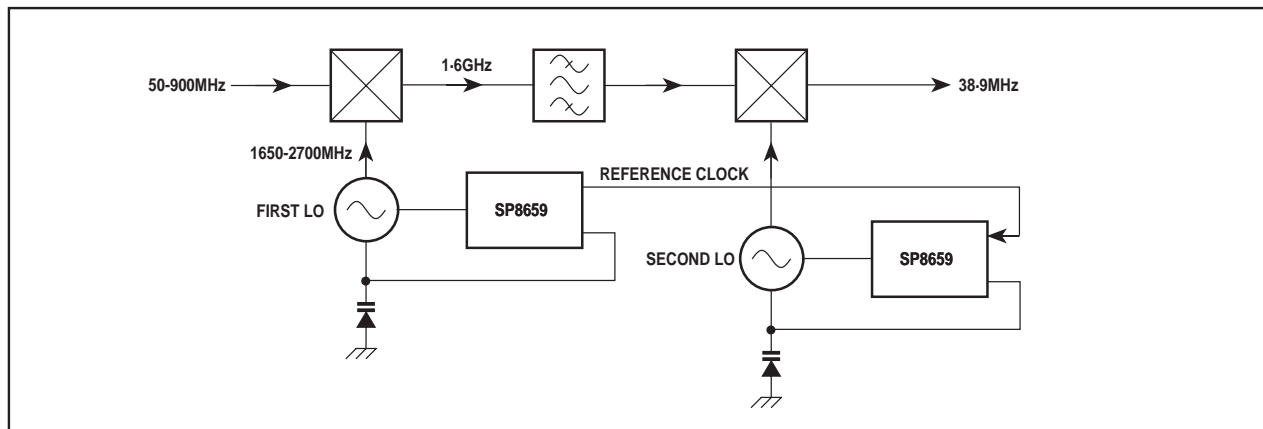 50-900MHz
1·6GHz
38·9MHz
1650-2700MHz
REFERENCE CLOCK
FIRST LO
SP8659
SECOND LO
SP8659